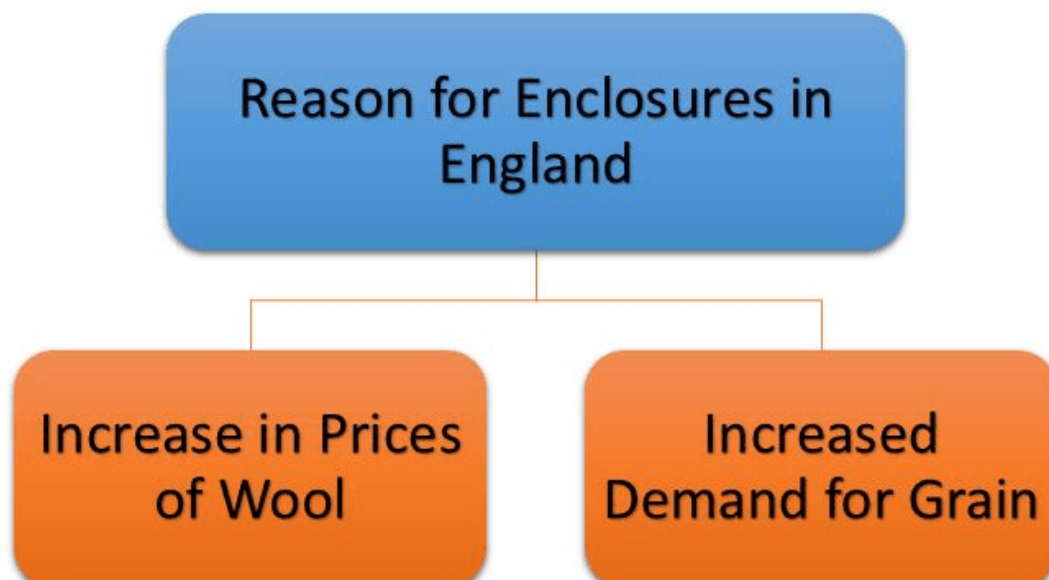 Reason for Enclosures in
England
Increase in Prices
of Wool
Increased
Demand for Grain